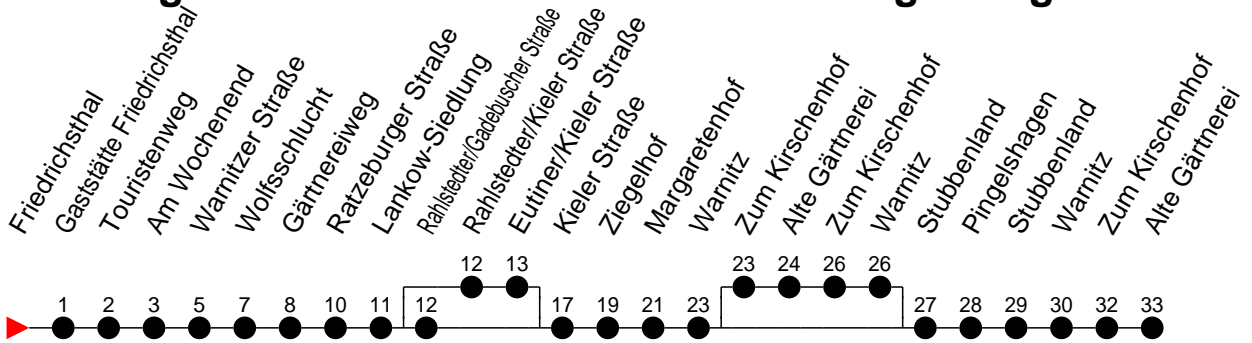 Friedrichsthal
Gaststätte Friedrichsthal
Touristenweg
Am Wochenend
Warnitzer Straße
Wolfsschlucht
Gärtnereiweg
Ratzeburger Straße
Lankow-Siedlung
Rahlstedter/Gadebuscher Straße
Rahlstedter/Kieler Straße
Eutiner/Kieler Straße
Kieler Straße
Ziegelhof
Margaretenhof
Warnitz
Zum Kirschenhof
Alte Gärtnerei
Zum Kirschenhof
Warnitz
Stubbenland
Pingelshagen
Stubbenland
Warnitz
Zum Kirschenhof
Alte Gärtnerei
12 13 23 24 26 26
1 2 3 5 7 8 10 11 12 17 19 21 23 27 28 29 30 32 33